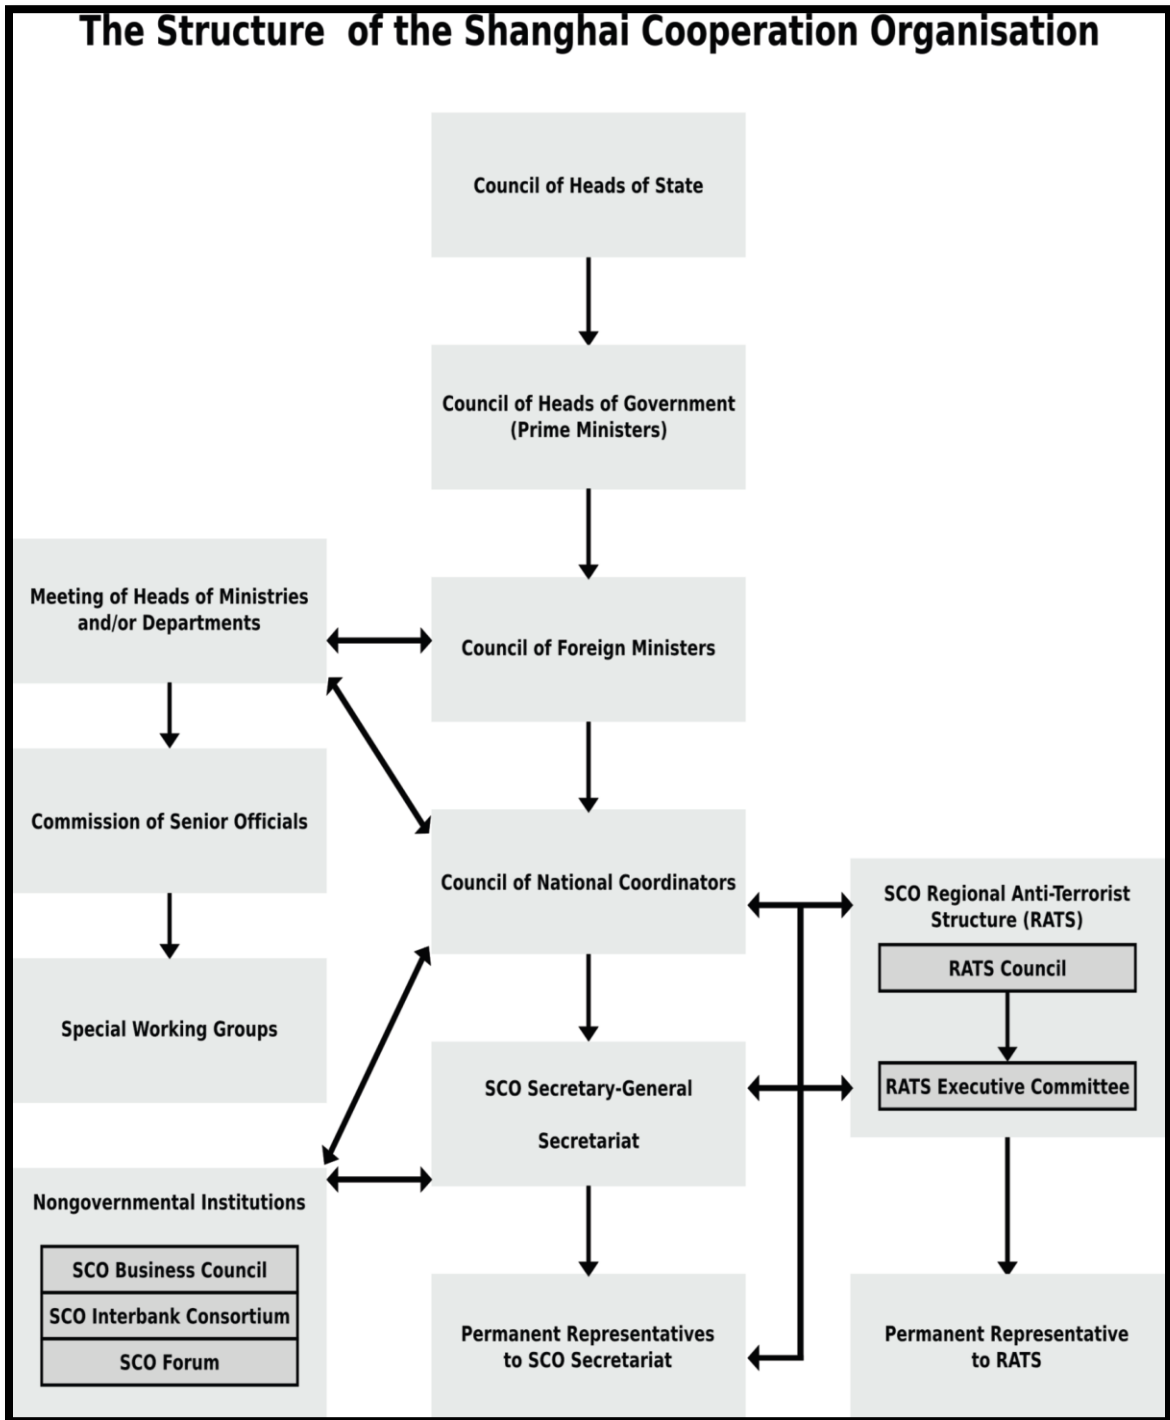 The Structure  of the Shanghai Cooperation Organisation
Council of Heads of State
Council of Heads of Government
(Prime Ministers)
Meeting of Heads of Ministries
and/or Departments
Council of Foreign Ministers
Commission of Senior Officials
Council of National Coordinators
SCO Regional Anti-Terrorist
Structure (RATS)
RATS Council
RATS Executive Committee
Special Working Groups
SCO Secretary-General
Secretariat
Nongovernmental Institutions
SCO Business Council
SCO Interbank Consortium
SCO Forum
Permanent Representatives
to SCO Secretariat
Permanent Representative
to RATS